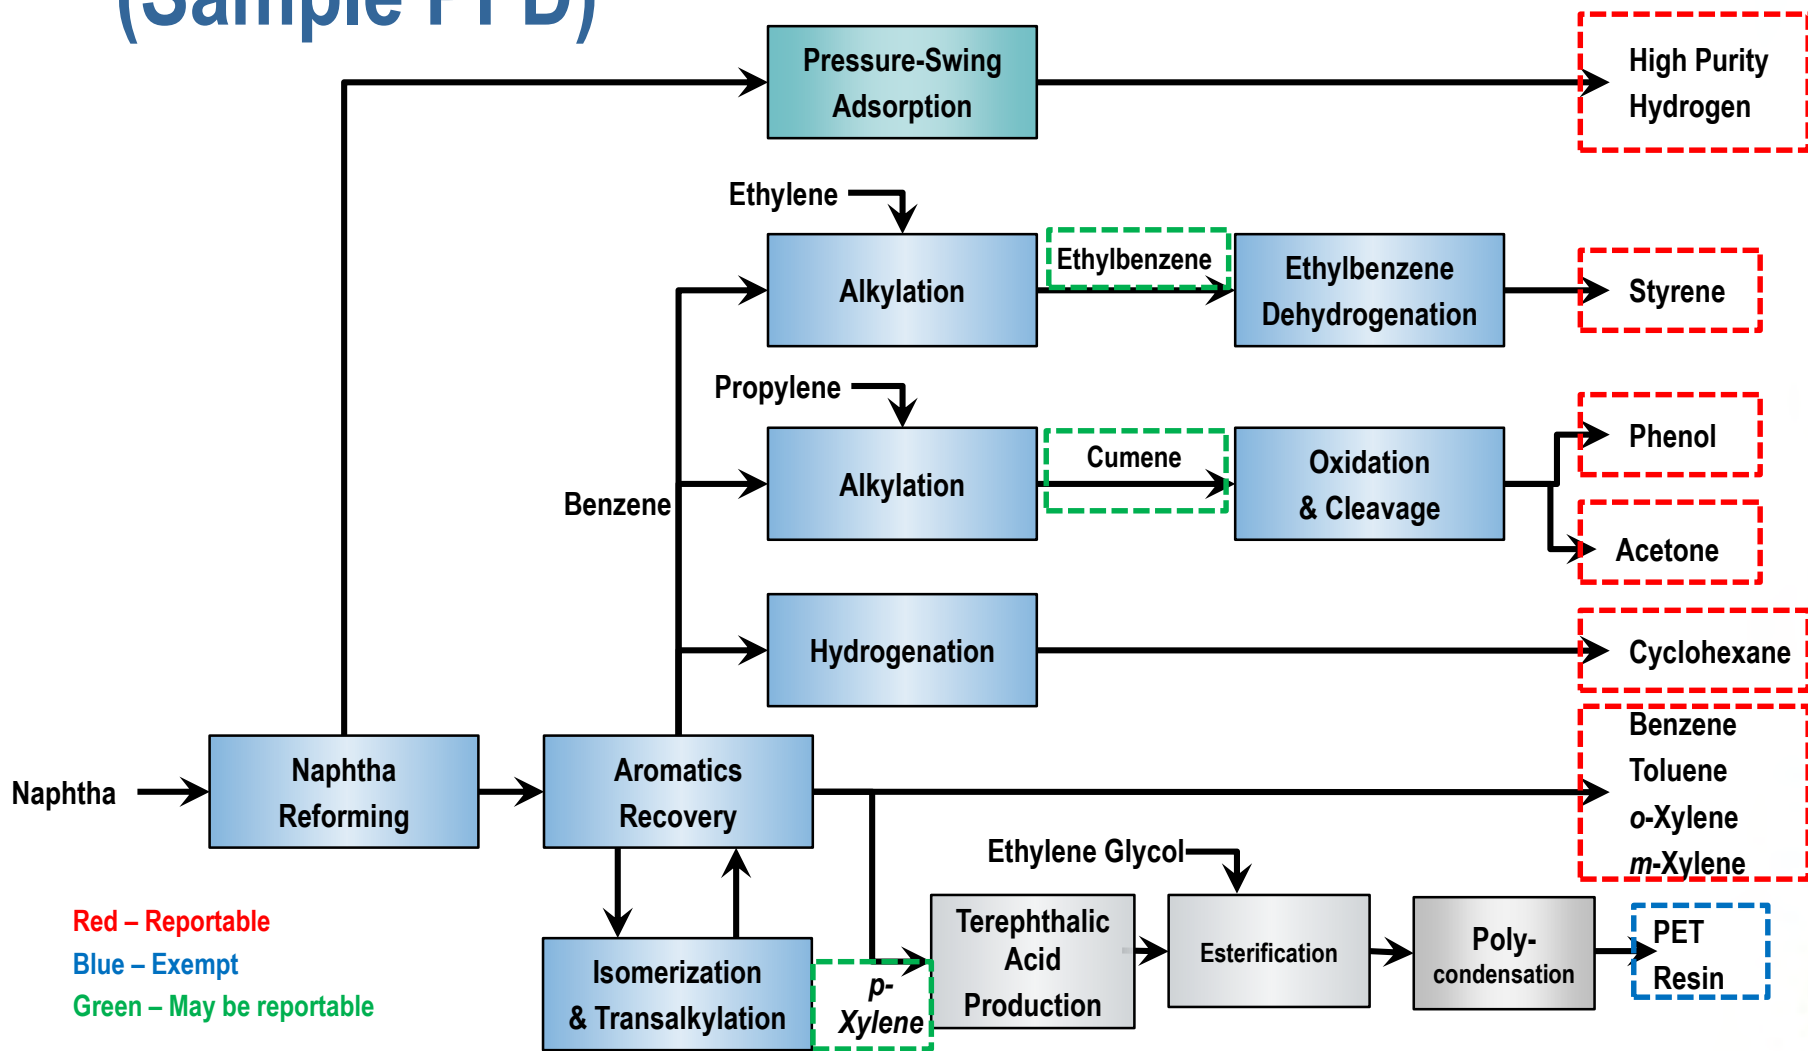 (Sample PFD)
Pressure-Swing
Adsorption
High Purity
Hydrogen
Ethylene
Alkylation
Ethylbenzene
Ethylbenzene
Dehydrogenation
Styrene
Propylene
Alkylation
Cumene
Oxidation
& Cleavage
Phenol
Acetone
Benzene
Hydrogenation
Cyclohexane
Naphtha
Naphtha
Reforming
Aromatics
Recovery
Benzene
Toluene
o-Xylene
m-Xylene
Ethylene Glycol
Isomerization
& Transalkylation
p-
Xylene
Terephthalic
Acid
Production
Esterification
Poly-
condensation
PET
Resin
Red – Reportable
Blue – Exempt
Green – May be reportable